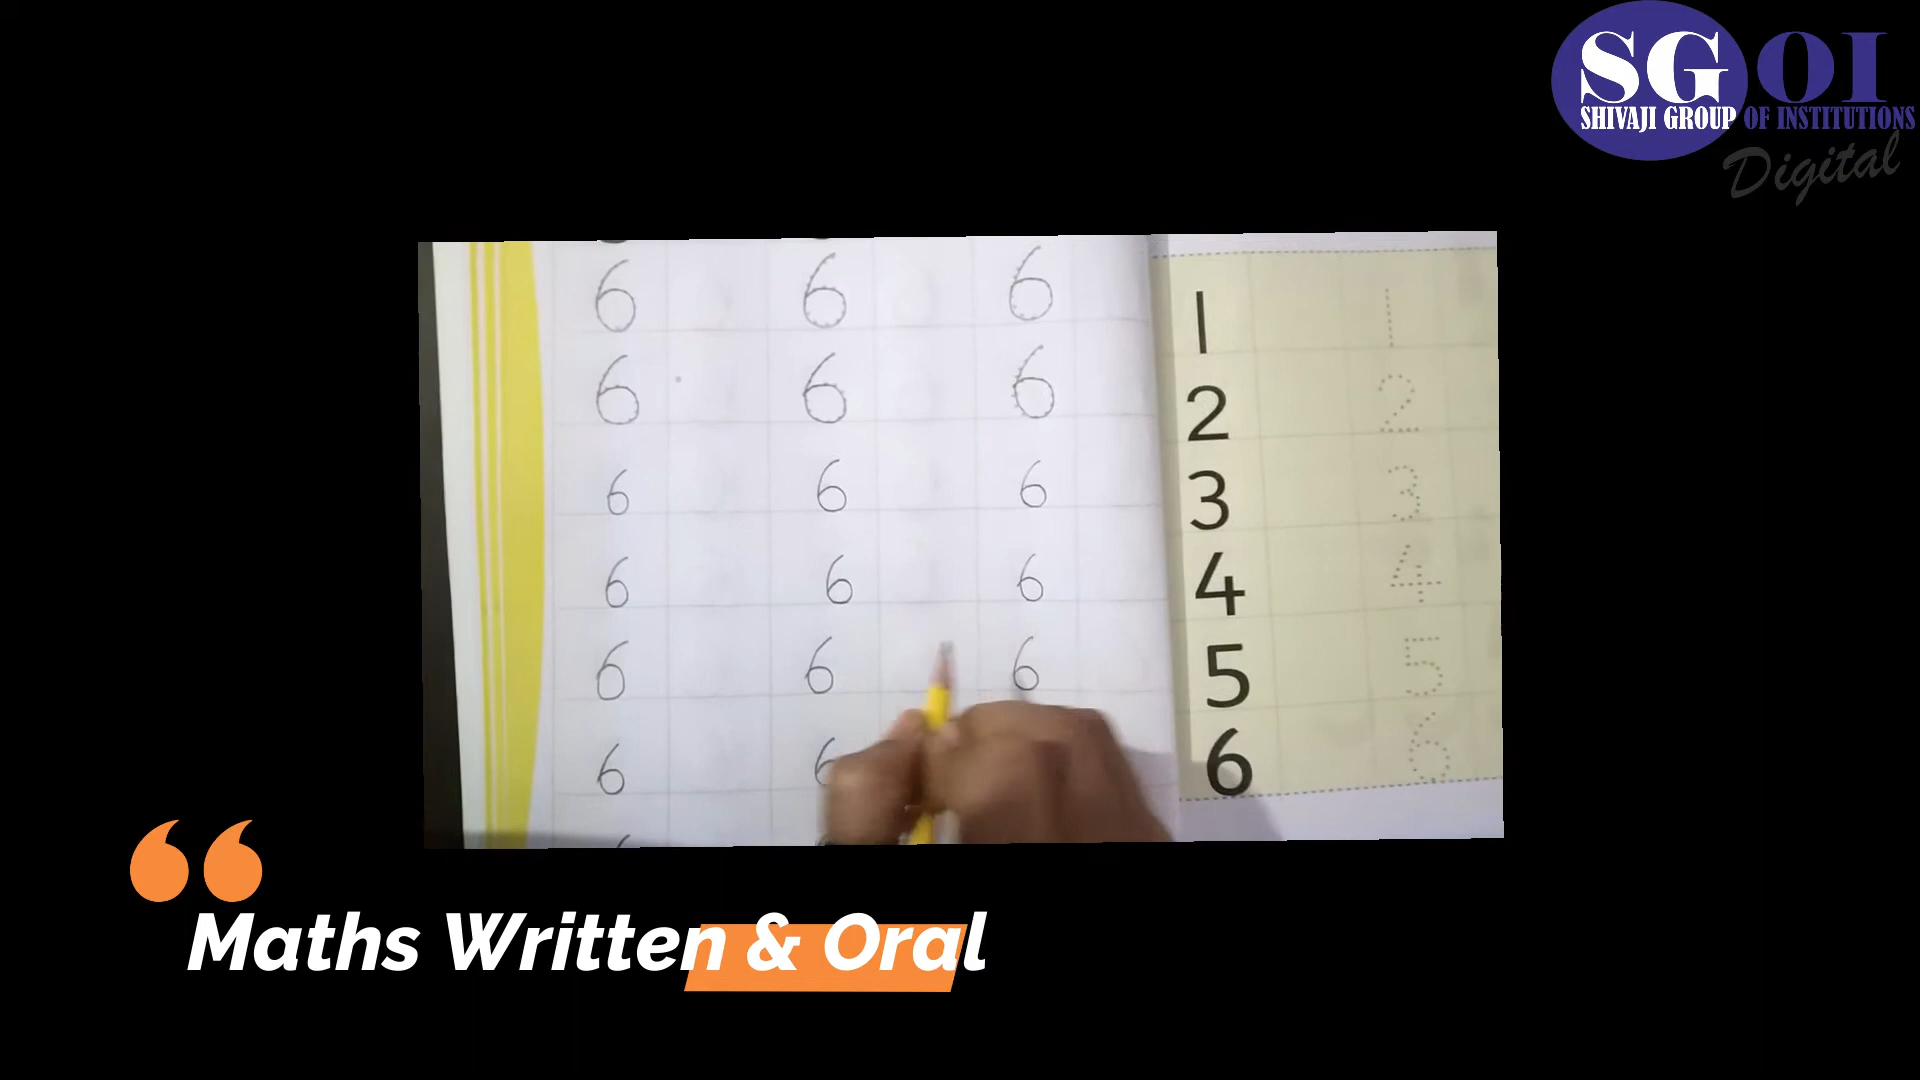 SGOI
SHIVAJI GROUP OF INSTITUTIONS
Digital
6 6 6
6 6 6
6 6 6
6 6 6
6 6 6
6 6
1 1
2 2
3 3
4 4
5 5
6 6
Maths Written & Oral